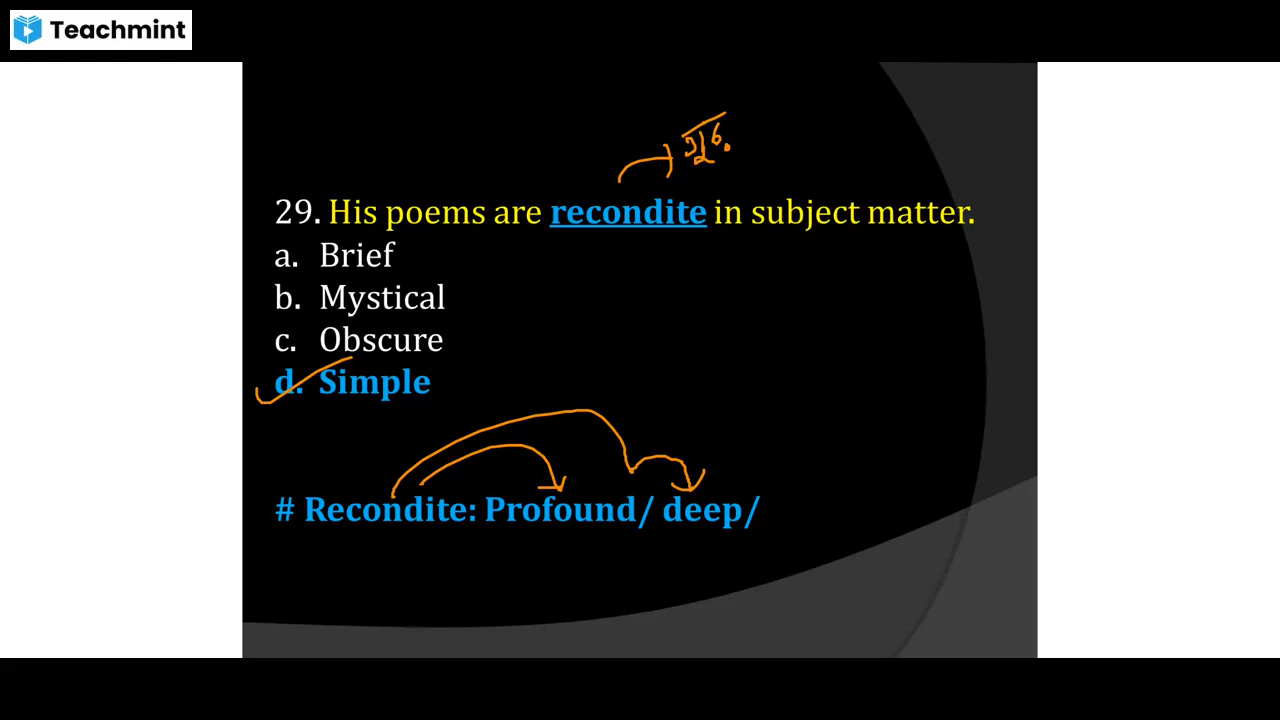 Teachmint
29. His poems are recondite in subject matter.
a. Brief
b. Mystical
c. Obscure
d. Simple
# Recondite: Profound/ deep/